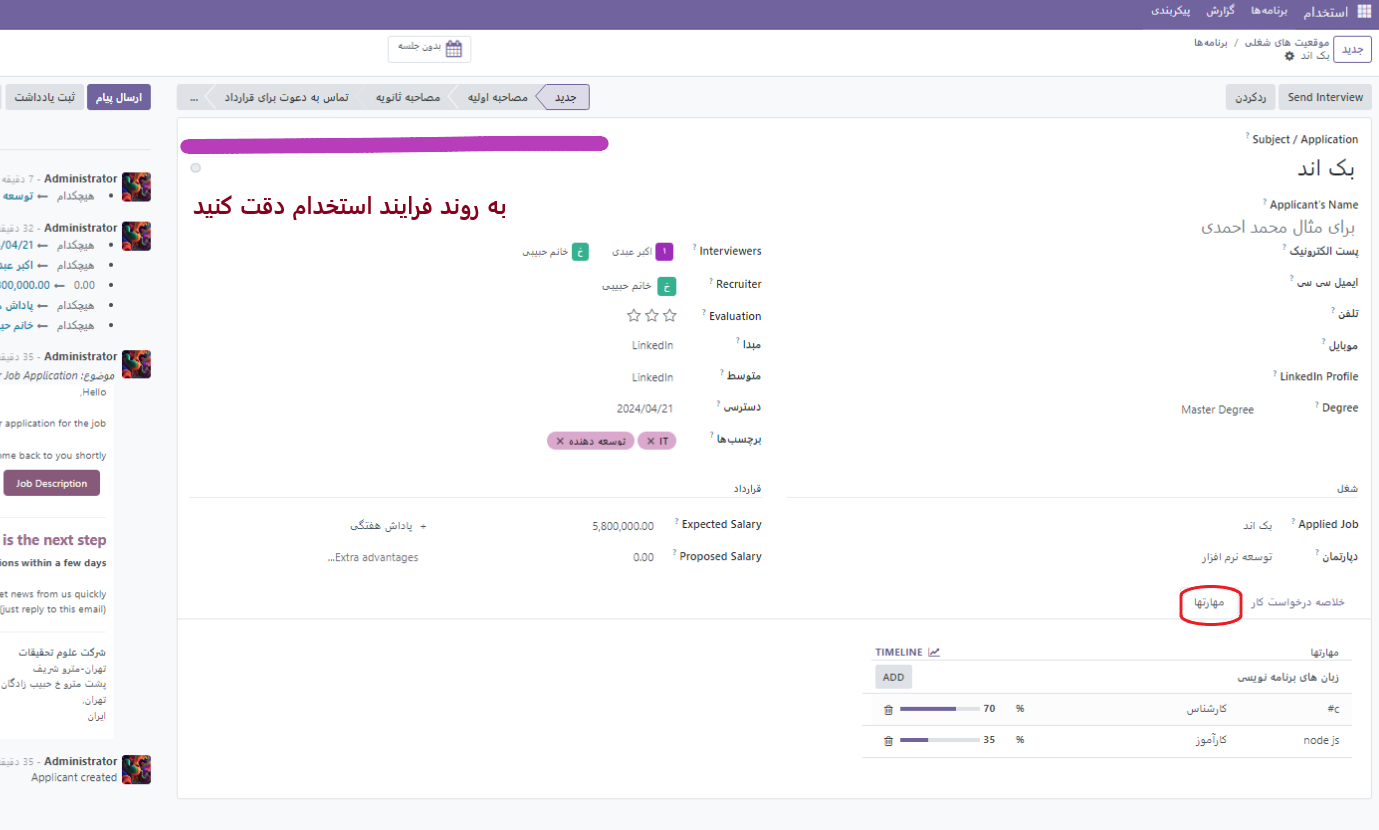 استخدام برنامه‌ها گزارش پیکربندی
جدید
موقعیت های شغلی / برنامه‌ها
بک اند
بدون جلسه
Send Interview ردکردن
جدید مصاحبه اولیه مصاحبه ثانویه تماس به دعوت برای قرارداد ...
ارسال پیام ثبت یادداشت
Subject / Application ?
بک اند
به روند فرایند استخدام دقت کنید
Applicant's Name ?
برای مثال محمد احمدی
پست الکترونیک ?
ایمیل سی سی ?
تلفن ?
موبایل ?
LinkedIn Profile ?
Degree ? Master Degree
Interviewers ? ۱ اکبر عبدی خ خانم حبیبی
Recruiter ? خ خانم حبیبی
Evaluation ?
مبدا ? LinkedIn
متوسط ? LinkedIn
دسترسی ? 2024/04/21
برچسب‌ها ? IT × توسعه دهنده ×
شغل
Applied Job ? بک اند
دپارتمان ? توسعه نرم افزار
قرارداد
Expected Salary ? 5,800,000.00 + پاداش هفتگی
Proposed Salary ? 0.00 Extra advantages...
خلاصه درخواست کار مهارتها
مهارتها
TIMELINE
زبان های برنامه نویسی ADD
c# کارشناس % 70
node js کارآموز % 35
Administrator - 7 دقیقه
هیچکدام ← توسعه
Administrator - 32
هیچکدام ← /04/21
هیچکدام ← اکبر
0.00 ← 800,000.00
هیچکدام ← پاداش
هیچکدام ← خانم
Administrator - 35
موضوع: Job Application
Hello,
application for the job
back to you shortly
Job Description
is the next step
within a few days
news from us quickly
(just reply to this email)
شرکت علوم تحقیقات
تهران-مترو شریف
پشت مترو خ حبیب زادگان
تهران،
ایران
Administrator - 35
Applicant created